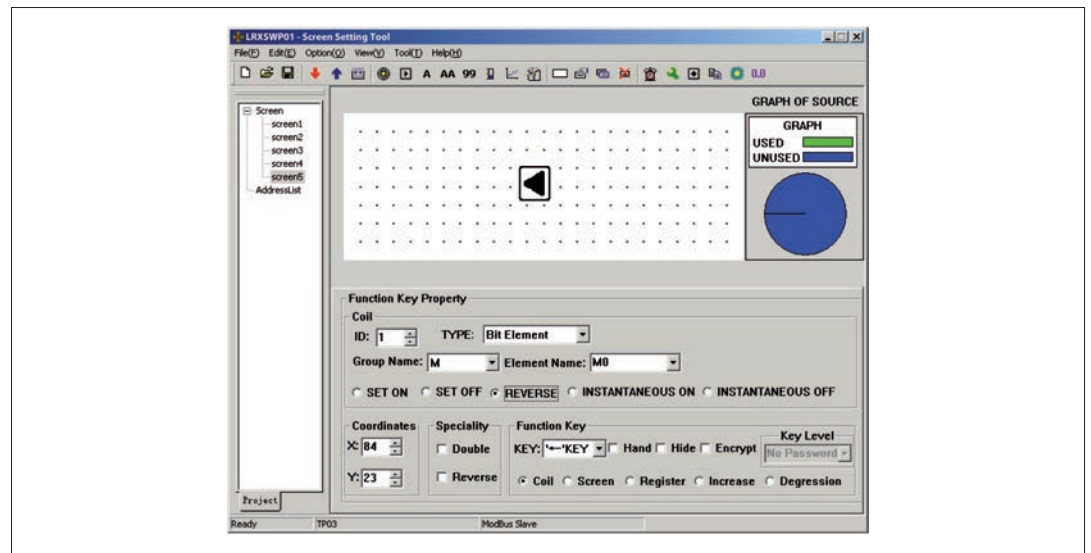 LRXSWP01 - Screen Setting Tool
File(F) Edit(E) Option(O) View(V) Tool(T) Help(H)
A AA 99 0.0
GRAPH OF SOURCE
Screen
screen1
screen2
screen3
screen4
screen5
AddressList
GRAPH
USED
UNUSED
Function Key Property
Coil
ID: 1 TYPE: Bit Element
Group Name: M Element Name: M0
SET ON SET OFF REVERSE INSTANTANEOUS ON INSTANTANEOUS OFF
Coordinates Speciality Function Key
Key Level
X: 84 Double KEY: '←'KEY Hand Hide Encrypt No Password
Y: 23 Reverse Coil Screen Register Increase Degression
Project
Ready TP03 ModBus Slave